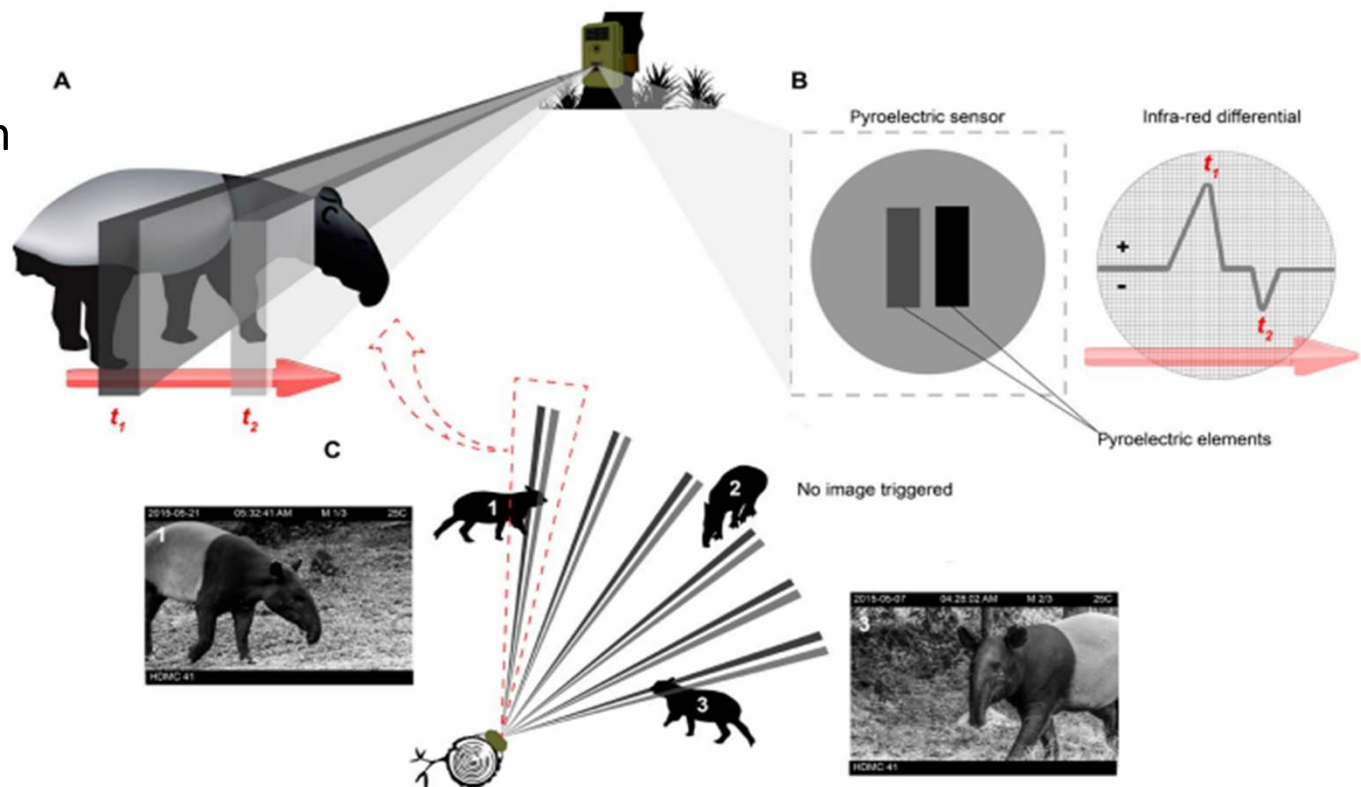 A
n
t1
t2
B
Pyroelectric sensor
Infra-red differential
t1
+
-
t2
Pyroelectric elements
C
1
2
No image triggered
3
2015-05-21 05:32:41 AM M 1/3 25C
1
HDMC 41
2015-05-07 04:28:02 AM M 2/3 25C
3
HDMC 41